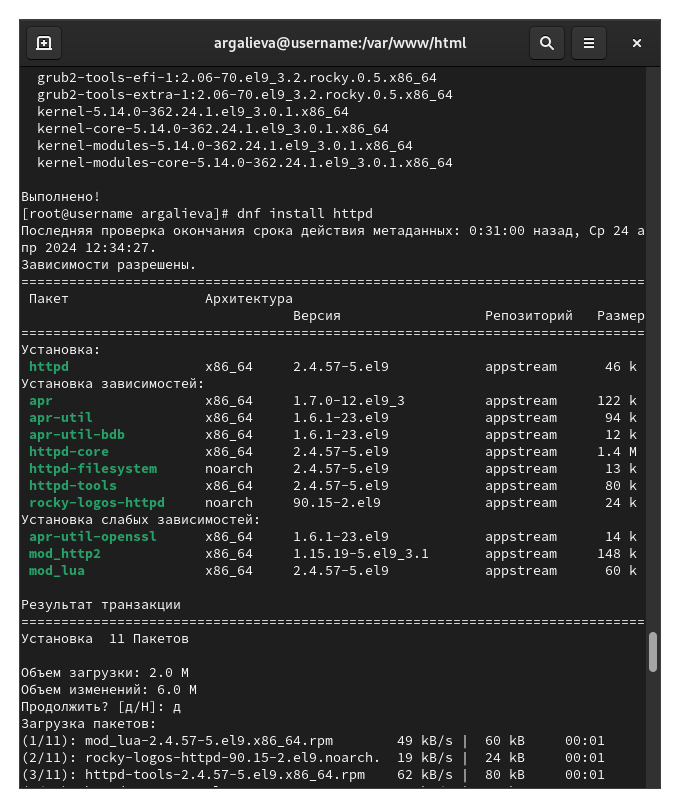 argalieva@username:/var/www/html
grub2-tools-efi-1:2.06-70.el9_3.2.rocky.0.5.x86_64
grub2-tools-extra-1:2.06-70.el9_3.2.rocky.0.5.x86_64
kernel-5.14.0-362.24.1.el9_3.0.1.x86_64
kernel-core-5.14.0-362.24.1.el9_3.0.1.x86_64
kernel-modules-5.14.0-362.24.1.el9_3.0.1.x86_64
kernel-modules-core-5.14.0-362.24.1.el9_3.0.1.x86_64
Выполнено!
[root@username argalieva]# dnf install httpd
Последняя проверка окончания срока действия метаданных: 0:31:00 назад, Ср 24 а
пр 2024 12:34:27.
Зависимости разрешены.
==============================================================================
Пакет Архитектура
Версия Репозиторий Размер
==============================================================================
Установка:
httpd x86_64 2.4.57-5.el9 appstream 46 k
Установка зависимостей:
apr x86_64 1.7.0-12.el9_3 appstream 122 k
apr-util x86_64 1.6.1-23.el9 appstream 94 k
apr-util-bdb x86_64 1.6.1-23.el9 appstream 12 k
httpd-core x86_64 2.4.57-5.el9 appstream 1.4 M
httpd-filesystem noarch 2.4.57-5.el9 appstream 13 k
httpd-tools x86_64 2.4.57-5.el9 appstream 80 k
rocky-logos-httpd noarch 90.15-2.el9 appstream 24 k
Установка слабых зависимостей:
apr-util-openssl x86_64 1.6.1-23.el9 appstream 14 k
mod_http2 x86_64 1.15.19-5.el9_3.1 appstream 148 k
mod_lua x86_64 2.4.57-5.el9 appstream 60 k
Результат транзакции
==============================================================================
Установка 11 Пакетов
Объем загрузки: 2.0 M
Объем изменений: 6.0 M
Продолжить? [д/Н]: д
Загрузка пакетов:
(1/11): mod_lua-2.4.57-5.el9.x86_64.rpm 49 kB/s | 60 kB 00:01
(2/11): rocky-logos-httpd-90.15-2.el9.noarch. 19 kB/s | 24 kB 00:01
(3/11): httpd-tools-2.4.57-5.el9.x86_64.rpm 62 kB/s | 80 kB 00:01